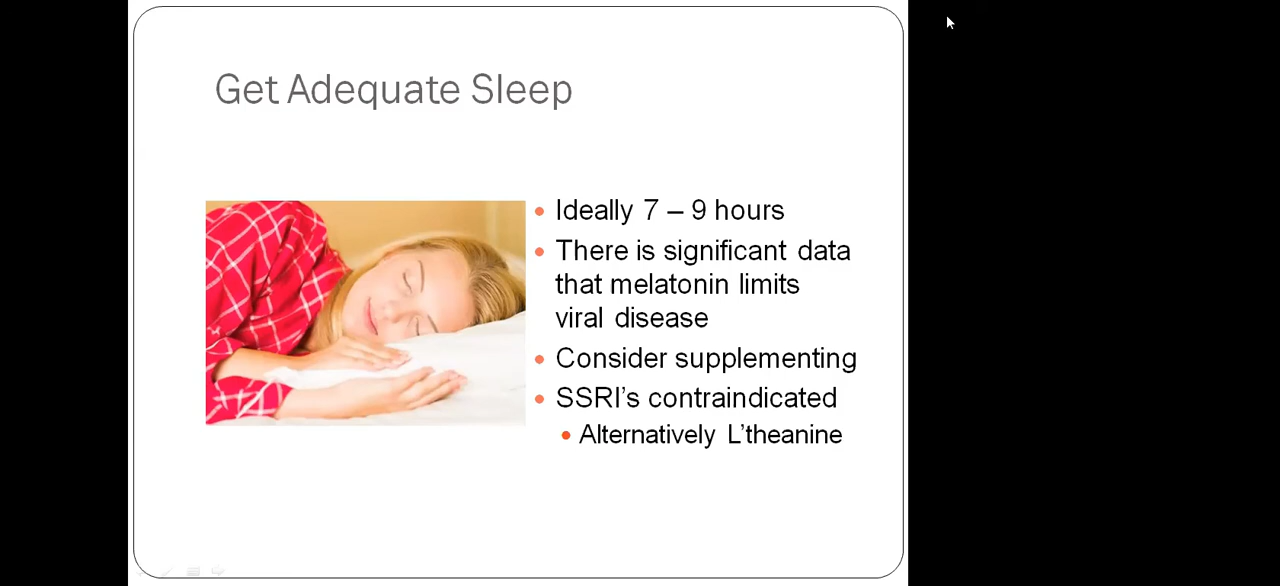 Get Adequate Sleep
• Ideally 7 – 9 hours
• There is significant data
that melatonin limits
viral disease
• Consider supplementing
• SSRI's contraindicated
• Alternatively L'theanine